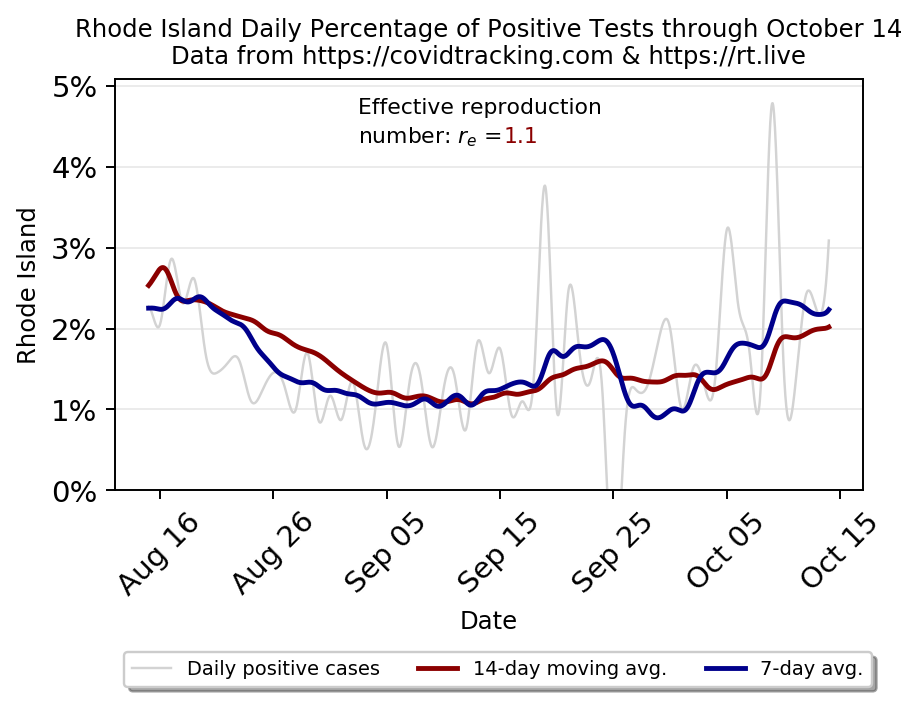 Rhode Island Daily Percentage of Positive Tests through October 14
Data from https://covidtracking.com & https://rt.live
5%
4%
3%
2%
1%
0%
Rhode Island
Effective reproduction
number: rₑ =1.1
Aug 16
Aug 26
Sep 05
Sep 15
Sep 25
Oct 05
Oct 15
Date
Daily positive cases
14-day moving avg.
7-day avg.